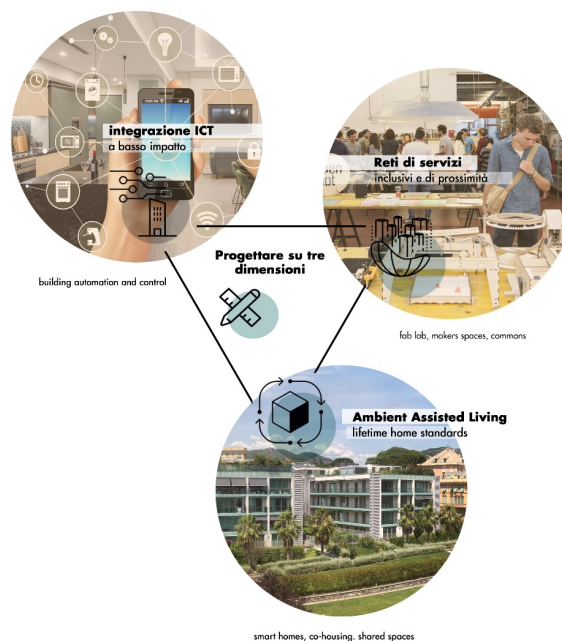 integrazione ICT
a basso impatto
Reti di servizi
inclusivi e di prossimità
Progettare su tre
dimensioni
building automation and control
fab lab, makers spaces, commons
Ambient Assisted Living
lifetime home standards
smart homes, co-housing. shared spaces